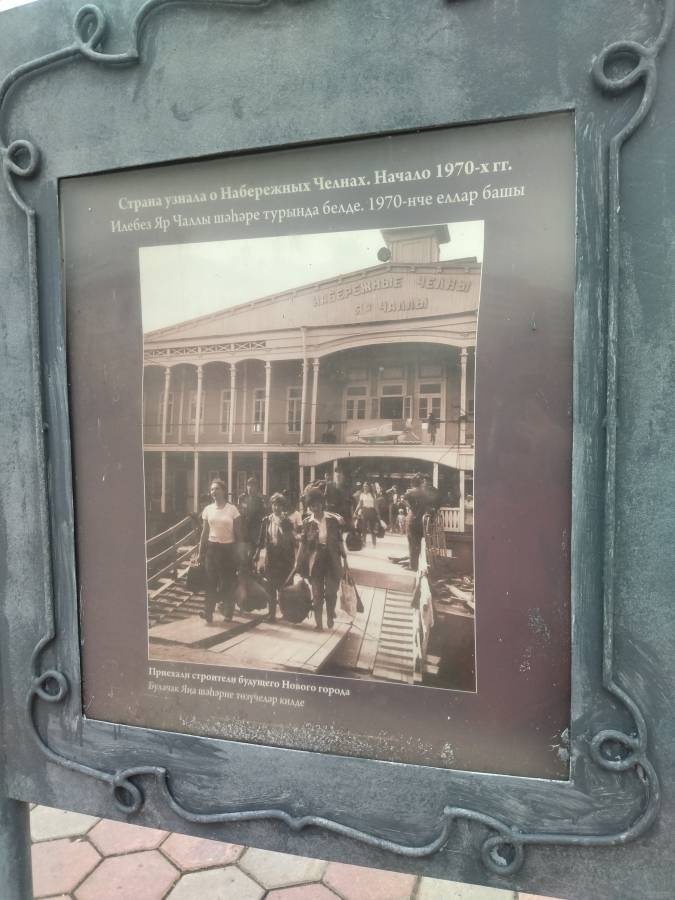 Страна узнала о Набережных Челнах. Начало 1970-х гг.
Илебез Яр Чаллы шәһәре турында белде. 1970-нче еллар башы
НАБЕРЕЖНЫЕ ЧЕЛНЫ
ЯР ЧАЛЛЫ
Приехали строители будущего Нового города
Булачак Яңа шәһәрне төзүчеләр килде